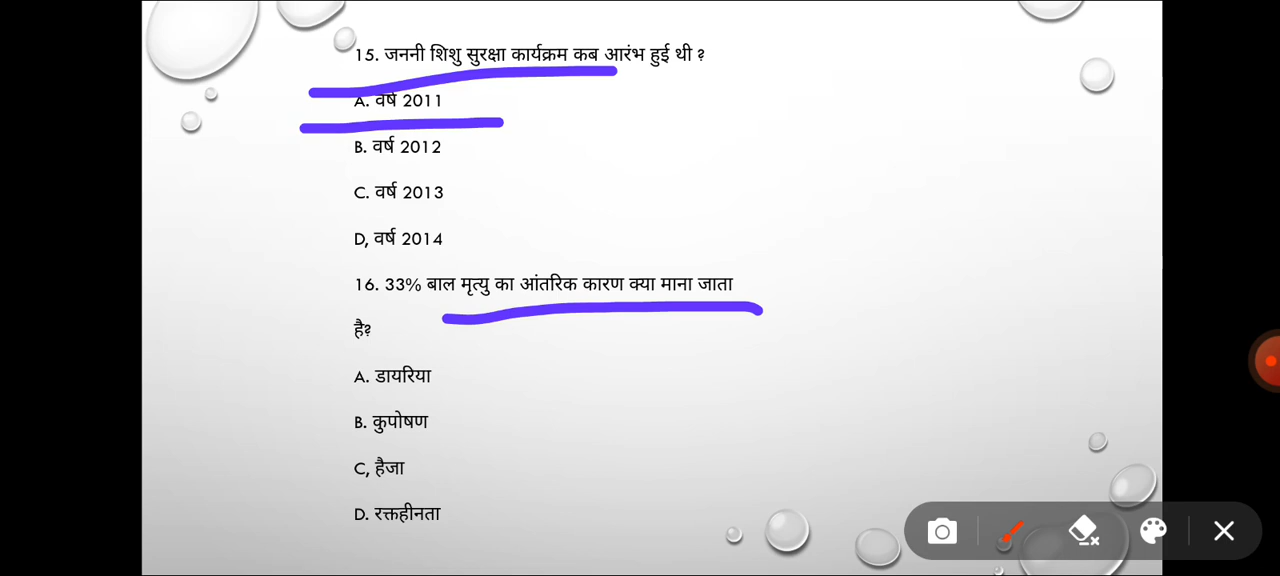 15. जननी शिशु सुरक्षा कार्यक्रम कब आरंभ हुई थी ?
A. वर्ष 2011
B. वर्ष 2012
C. वर्ष 2013
D, वर्ष 2014
16. 33% बाल मृत्यु का आंतरिक कारण क्या माना जाता
है?
A. डायरिया
B. कुपोषण
C, हैजा
D. रक्तहीनता